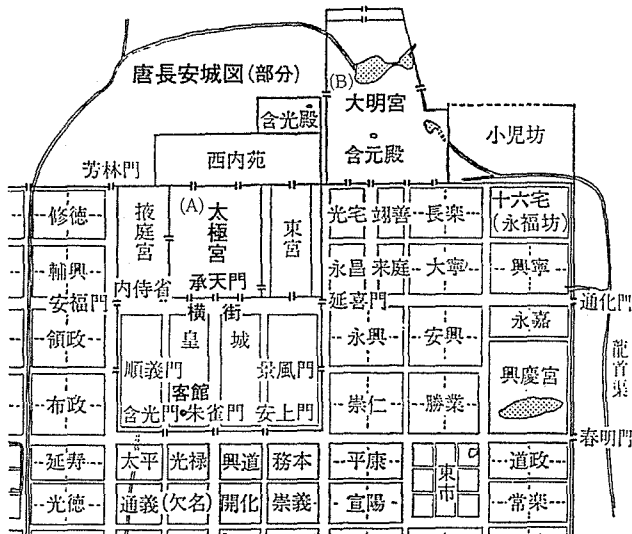 唐長安城図(部分)
(B)
大明宮
含光殿
含元殿
小児坊
西内苑
芳林門
修徳
掖庭宮
(A)
太極宮
東宮
光宅
翊善
長楽
十六宅
(永福坊)
輔興
内侍省
承天門
永昌
来庭
大寧
興寧
安福門
横街
延喜門
通化門
領政
皇城
永興
安興
永嘉
順義門
景風門
興慶宮
龍首渠
布政
客館
含光門
朱雀門
安上門
崇仁
勝業
春明門
延寿
太平
光禄
興道
務本
平康
東市
道政
光徳
通義
(欠名)
開化
崇義
宣陽
常楽